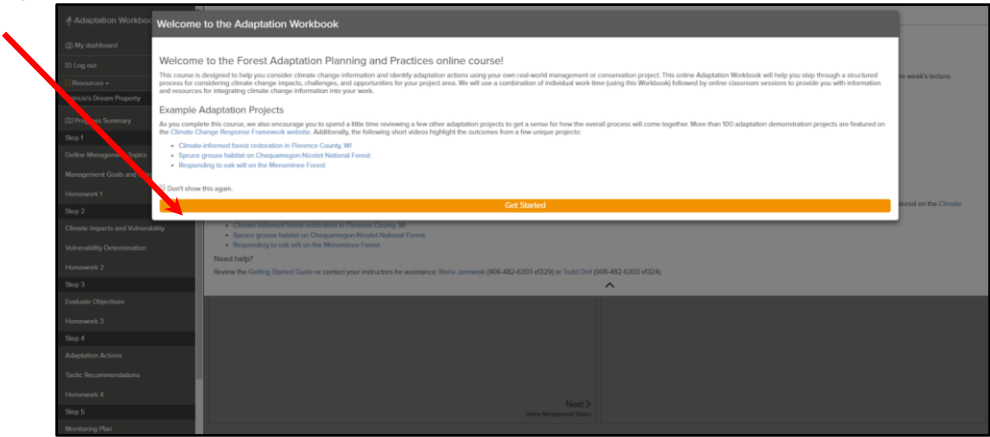 Adaptation Workboo
Welcome to the Adaptation Workbook
My dashboard
Log out
Resources
Patricia's Dream Property
Progress Summary
Step 1
Define Management Topics
Management Goals and
Homework 1
Step 2
Climate Impacts and Vulnerability
Vulnerability Determination
Homework 2
Step 3
Evaluate Objectives
Homework 3
Step 4
Adaptation Actions
Tactic Recommendations
Homework 4
Step 5
Monitoring Plan
Welcome to the Forest Adaptation Planning and Practices online course!
This course is designed to help you consider climate change information and identify adaptation actions using your own real-world management or conservation project. This online Adaptation Workbook will help you step through a structured
process for considering climate change impacts, challenges, and opportunities for your project area. We will use a combination of individual work time (using this Workbook) followed by online classroom sessions to provide you with information
and resources for integrating climate change information into your work.
Example Adaptation Projects
As you complete this course, we also encourage you to spend a little time reviewing a few other adaptation projects to get a sense for how the overall process will come together. More than 100 adaptation demonstration projects are featured on
the Climate Change Response Framework website. Additionally, the following short videos highlight the outcomes from a few unique projects:
• Climate-informed forest restoration in Florence County, WI
• Spruce grouse habitat on Chequamegon-Nicolet National Forest
• Responding to oak wilt on the Menominee Forest
Don't show this again.
Get Started
he week's lecture.
tured on the Climate
• Climate-informed forest restoration in Florence County, WI
• Spruce grouse habitat on Chequamegon-Nicolet National Forest
• Responding to oak wilt on the Menominee Forest
Need help?
Review the Getting Started Guide or contact your instructors for assistance: Maria Janowiak (906-482-6303 x1329) or Todd Ontl (906-482-6303 x1324).
Next >
Define Management Topics